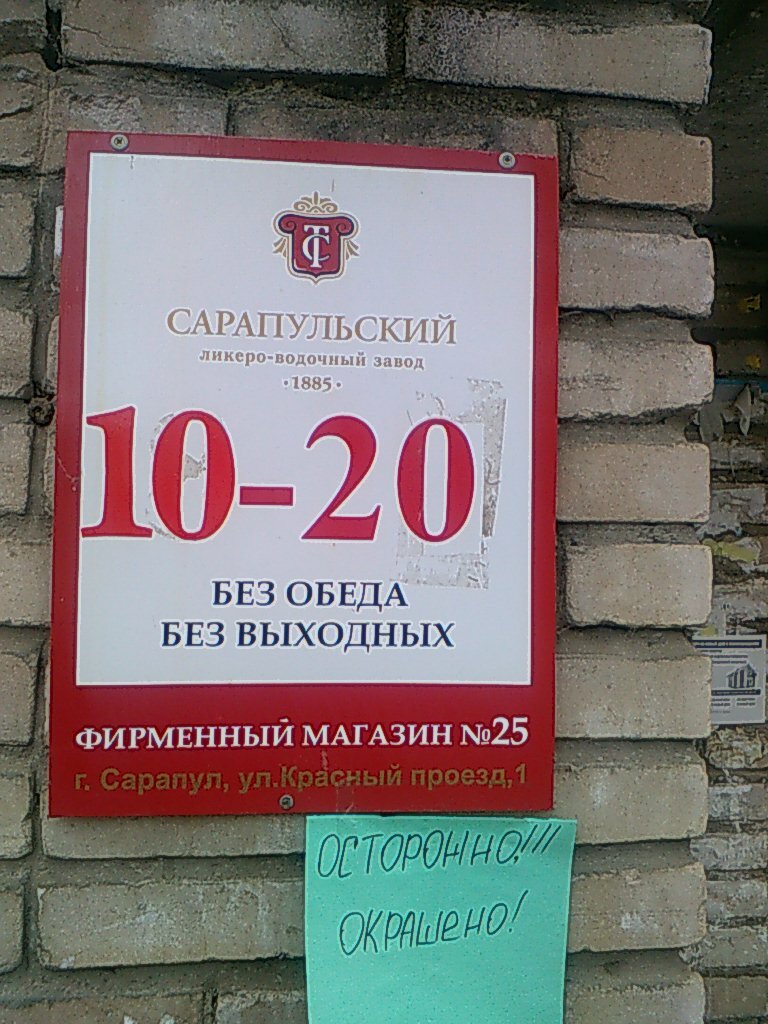 ТС
САРАПУЛЬСКИЙ
ликеро-водочный завод
·1885·
10-20
БЕЗ ОБЕДА
БЕЗ ВЫХОДНЫХ
ФИРМЕННЫЙ МАГАЗИН №25
г. Сарапул, ул.Красный проезд,1
ОСТОРОЖНО!!!
ОКРАШЕНО!